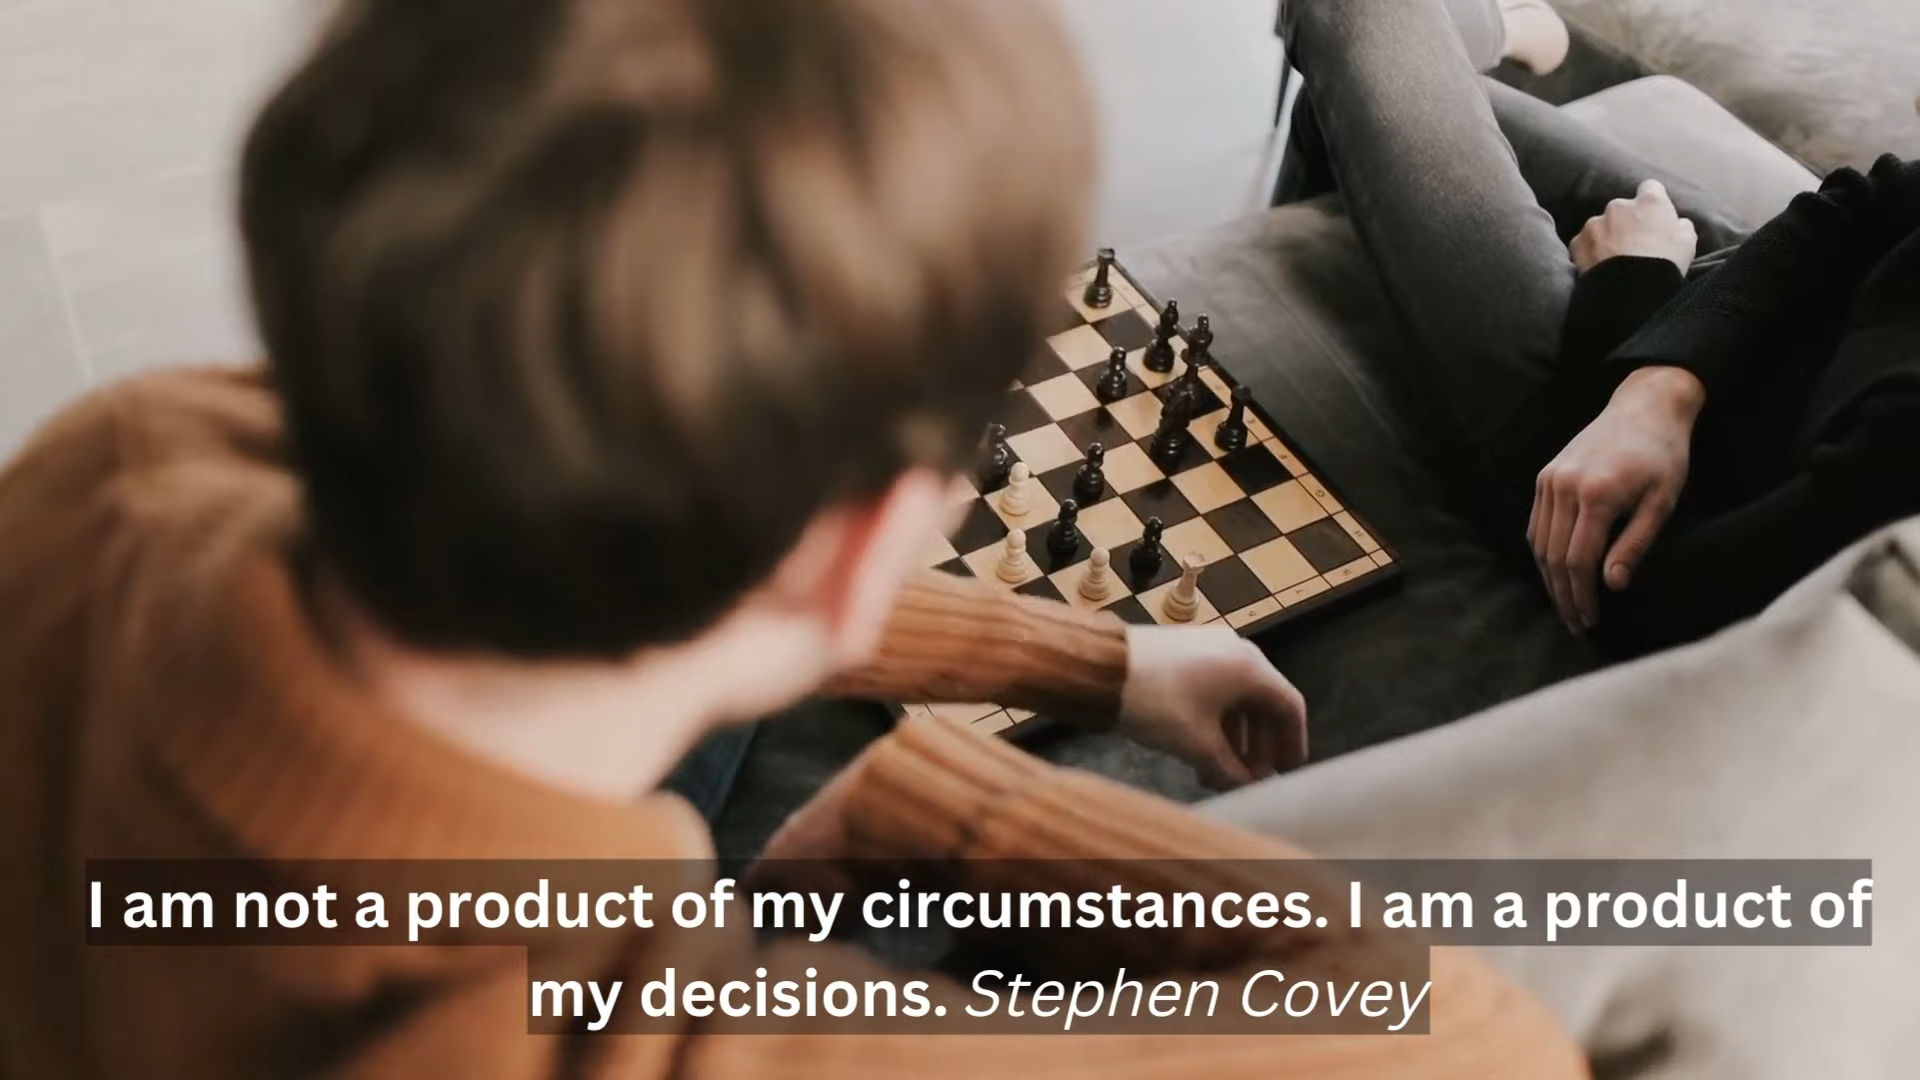 I am not a product of my circumstances. I am a product of
my decisions. Stephen Covey